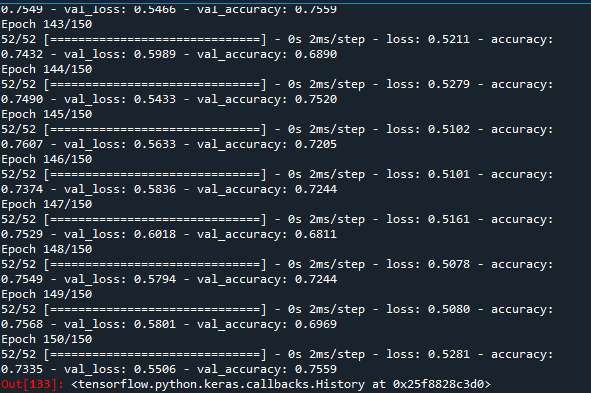 0.7549 - val_loss: 0.5466 - val_accuracy: 0.7559
Epoch 143/150
52/52 [==============================] - 0s 2ms/step - loss: 0.5211 - accuracy:
0.7432 - val_loss: 0.5989 - val_accuracy: 0.6890
Epoch 144/150
52/52 [==============================] - 0s 2ms/step - loss: 0.5279 - accuracy:
0.7490 - val_loss: 0.5433 - val_accuracy: 0.7520
Epoch 145/150
52/52 [==============================] - 0s 2ms/step - loss: 0.5102 - accuracy:
0.7607 - val_loss: 0.5633 - val_accuracy: 0.7205
Epoch 146/150
52/52 [==============================] - 0s 2ms/step - loss: 0.5101 - accuracy:
0.7374 - val_loss: 0.5836 - val_accuracy: 0.7244
Epoch 147/150
52/52 [==============================] - 0s 2ms/step - loss: 0.5161 - accuracy:
0.7529 - val_loss: 0.6018 - val_accuracy: 0.6811
Epoch 148/150
52/52 [==============================] - 0s 2ms/step - loss: 0.5078 - accuracy:
0.7549 - val_loss: 0.5794 - val_accuracy: 0.7244
Epoch 149/150
52/52 [==============================] - 0s 2ms/step - loss: 0.5080 - accuracy:
0.7568 - val_loss: 0.5801 - val_accuracy: 0.6969
Epoch 150/150
52/52 [==============================] - 0s 2ms/step - loss: 0.5281 - accuracy:
0.7335 - val_loss: 0.5506 - val_accuracy: 0.7559
Out[133]: <tensorflow.python.keras.callbacks.History at 0x25f8828c3d0>